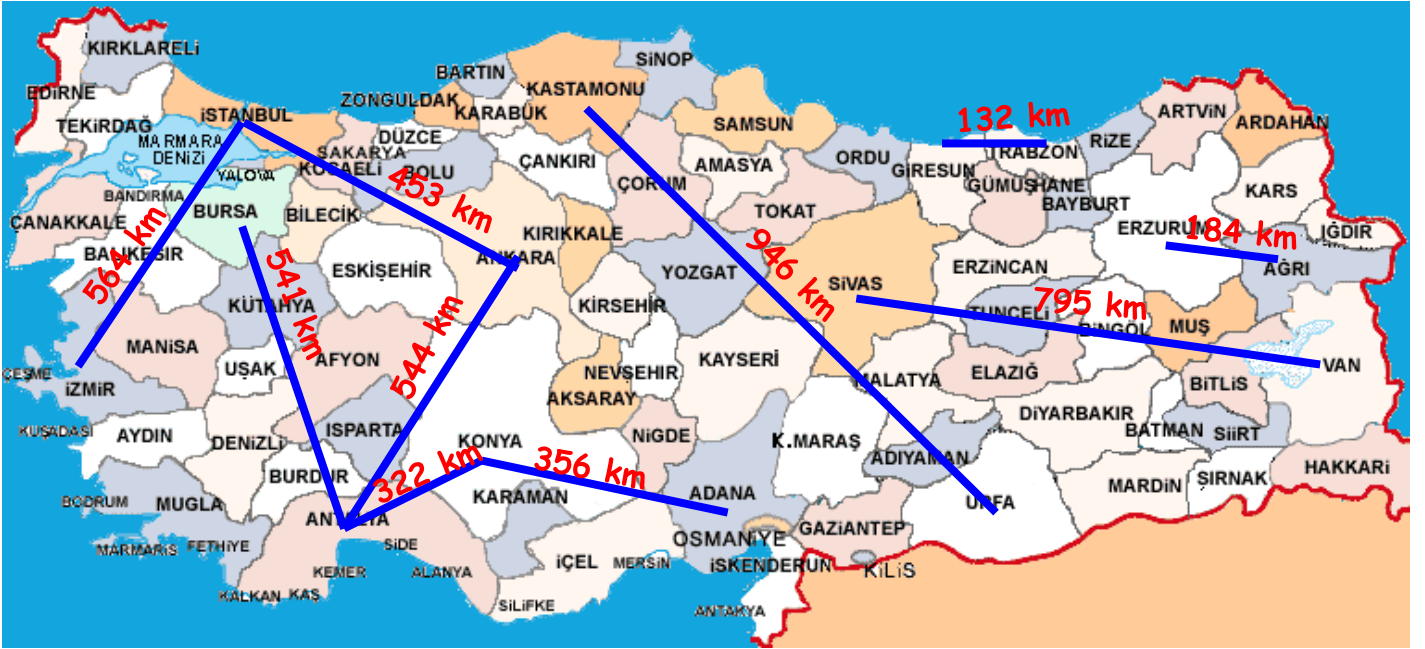 KIRKLARELİ
EDİRNE
TEKİRDAĞ
İSTANBUL
MARMARA
DENİZİ
YALOVA
KOCAELİ
SAKARYA
DÜZCE
BOLU
ZONGULDAK
BARTIN
KARABÜK
KASTAMONU
SİNOP
ÇANKIRI
ÇORUM
SAMSUN
AMASYA
TOKAT
ORDU
GİRESUN
132 km
TRABZON
GÜMÜŞHANE
BAYBURT
RİZE
ARTVİN
ARDAHAN
KARS
IĞDIR
ERZURUM
184 km
AĞRI
ÇANAKKALE
BANDIRMA
BURSA
BİLECİK
453 km
KIRIKKALE
ANKARA
BALIKESİR
564 km
541 km
ESKİŞEHİR
KÜTAHYA
544 km
YOZGAT
946 km
SİVAS
ERZİNCAN
795 km
TUNCELİ
BİNGÖL
MUŞ
VAN
MANİSA
UŞAK
AFYON
KİRSEHİR
NEVŞEHIR
AKSARAY
KAYSERİ
MALATYA
ELAZIĞ
BİTLİS
ÇEŞME
İZMİR
KUŞADASI
AYDIN
DENİZLİ
ISPARTA
BURDUR
KONYA
NİGDE
K.MARAŞ
ADIYAMAN
DİYARBAKIR
BATMAN
SİİRT
ŞIRNAK
HAKKARİ
MARDİN
BODRUM
MUGLA
322 km
356 km
KARAMAN
ADANA
URFA
GAZİANTEP
ANTALYA
MARMARİS
FETHİYE
SİDE
KEMER
ALANYA
KALKAN
KAŞ
İÇEL
MERSİN
SİLİFKE
OSMANİYE
İSKENDERUN
KİLİS
ANTAKYA